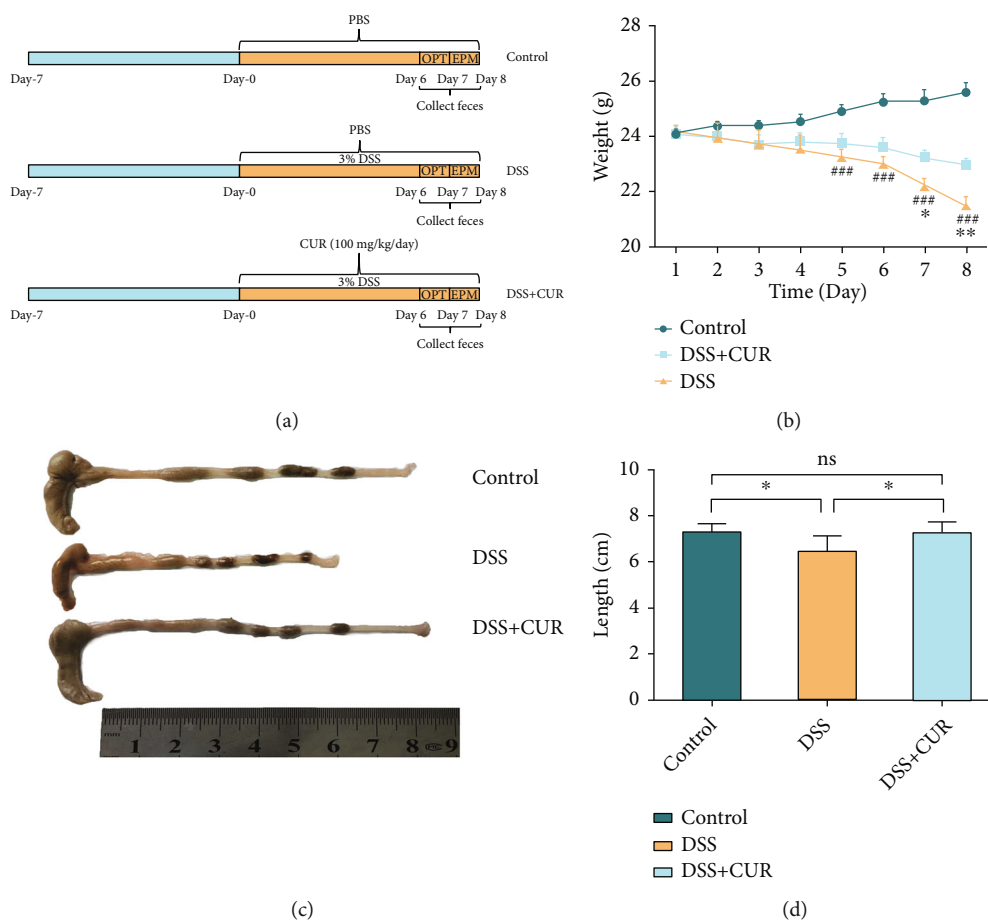 PBS
OPT EPM
Control
Day-7 Day-0 Day 6 Day 7 Day 8
Collect feces
PBS
3% DSS
OPT EPM
DSS
Day-7 Day-0 Day 6 Day 7 Day 8
Collect feces
CUR (100 mg/kg/day)
3% DSS
OPT EPM
DSS+CUR
Day-7 Day-0 Day 6 Day 7 Day 8
Collect feces
(a)
Weight (g)
28
26
24
22
20
### ### ### ###
* **
1 2 3 4 5 6 7 8
Time (Day)
Control
DSS+CUR
DSS
(b)
Control
DSS
DSS+CUR
1 2 3 4 5 6 7 8 9
(c)
Length (cm)
10
8
6
4
2
0
ns
* *
Control DSS DSS+CUR
Control
DSS
DSS+CUR
(d)